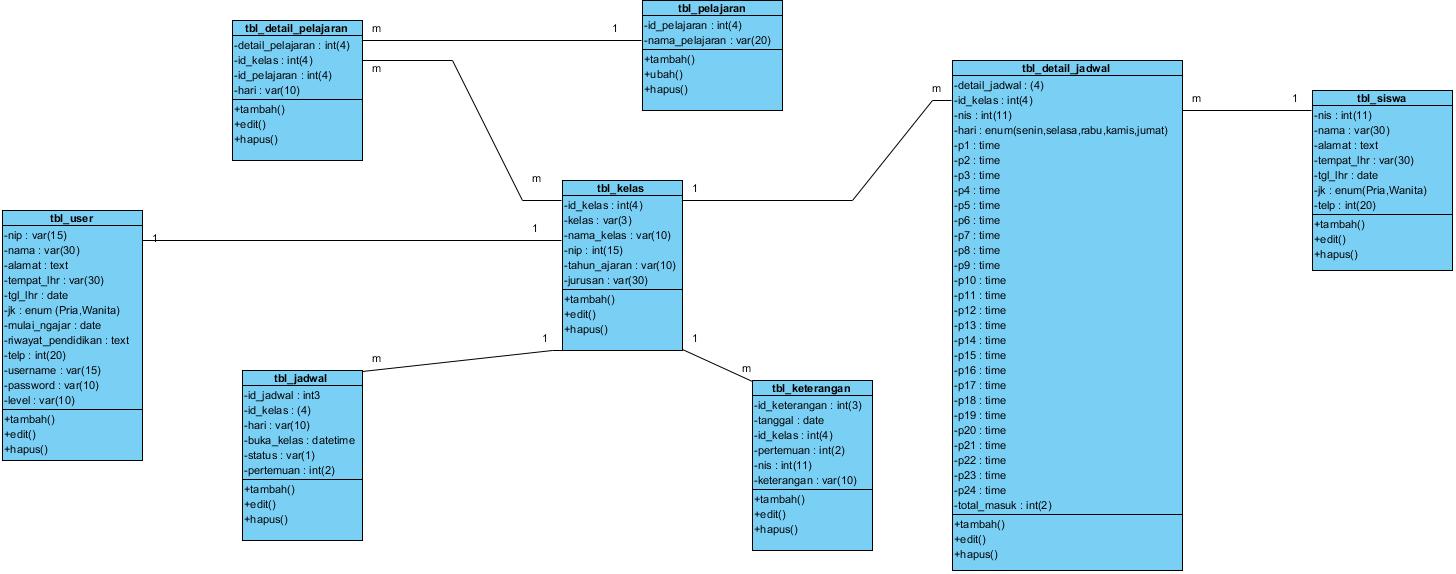 tbl_detail_pelajaran
-detail_pelajaran : int(4)
-id_kelas : int(4)
-id_pelajaran : int(4)
-hari : var(10)
+tambah()
+edit()
+hapus()
m
1
m
m
tbl_pelajaran
-id_pelajaran : int(4)
-nama_pelajaran : var(20)
+tambah()
+ubah()
+hapus()
tbl_user
-nip : var(15)
-nama : var(30)
-alamat : text
-tempat_lhr : var(30)
-tgl_lhr : date
-jk : enum (Pria,Wanita)
-mulai_ngajar : date
-riwayat_pendidikan : text
-telp : int(20)
-username : var(15)
-password : var(10)
-level : var(10)
+tambah()
+edit()
+hapus()
1
1
tbl_kelas
-id_kelas : int(4)
-kelas : var(3)
-nama_kelas : var(10)
-nip : int(15)
-tahun_ajaran : var(10)
-jurusan : var(30)
+tambah()
+edit()
+hapus()
1
m
1
m
1
m
tbl_jadwal
-id_jadwal : int3
-id_kelas : (4)
-hari : var(10)
-buka_kelas : datetime
-status : var(1)
-pertemuan : int(2)
+tambah()
+edit()
+hapus()
tbl_keterangan
-id_keterangan : int(3)
-tanggal : date
-id_kelas : int(4)
-pertemuan : int(2)
-nis : int(11)
-keterangan : var(10)
+tambah()
+edit()
+hapus()
tbl_detail_jadwal
-detail_jadwal : (4)
-id_kelas : int(4)
-nis : int(11)
-hari : enum(senin,selasa,rabu,kamis,jumat)
-p1 : time
-p2 : time
-p3 : time
-p4 : time
-p5 : time
-p6 : time
-p7 : time
-p8 : time
-p9 : time
-p10 : time
-p11 : time
-p12 : time
-p13 : time
-p14 : time
-p15 : time
-p16 : time
-p17 : time
-p18 : time
-p19 : time
-p20 : time
-p21 : time
-p22 : time
-p23 : time
-p24 : time
-total_masuk : int(2)
+tambah()
+edit()
+hapus()
m
1
tbl_siswa
-nis : int(11)
-nama : var(30)
-alamat : text
-tempat_lhr : var(30)
-tgl_lhr : date
-jk : enum(Pria,Wanita)
-telp : int(20)
+tambah()
+edit()
+hapus()